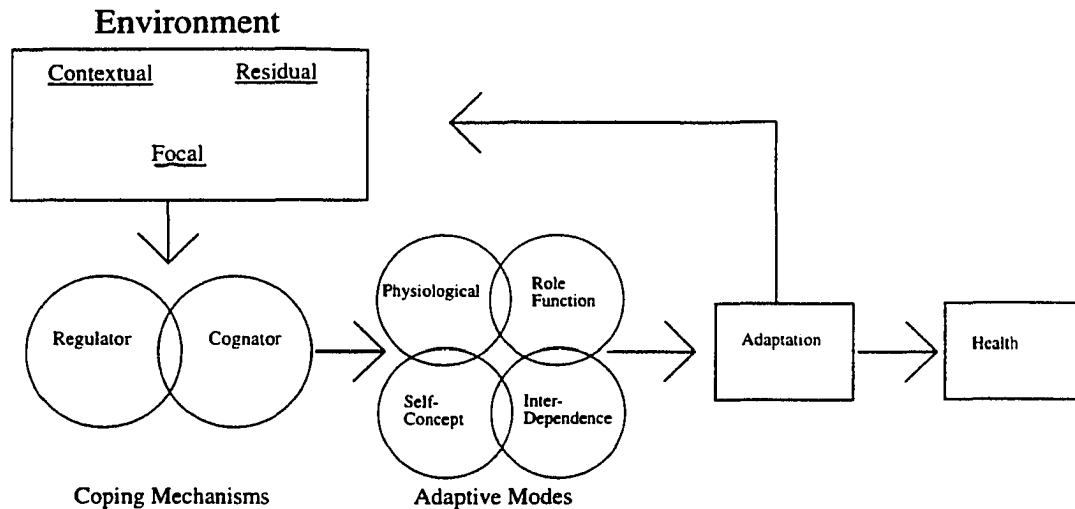 Environment
Contextual Residual
Focal
Regulator
Cognator
Physiological
Role
Function
Self-
Concept
Inter-
Dependence
Adaptation
Health
Coping Mechanisms
Adaptive Modes